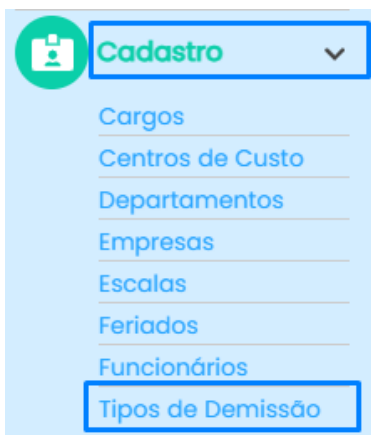 Cadastro
Cargos
Centros de Custo
Departamentos
Empresas
Escalas
Feriados
Funcionários
Tipos de Demissão